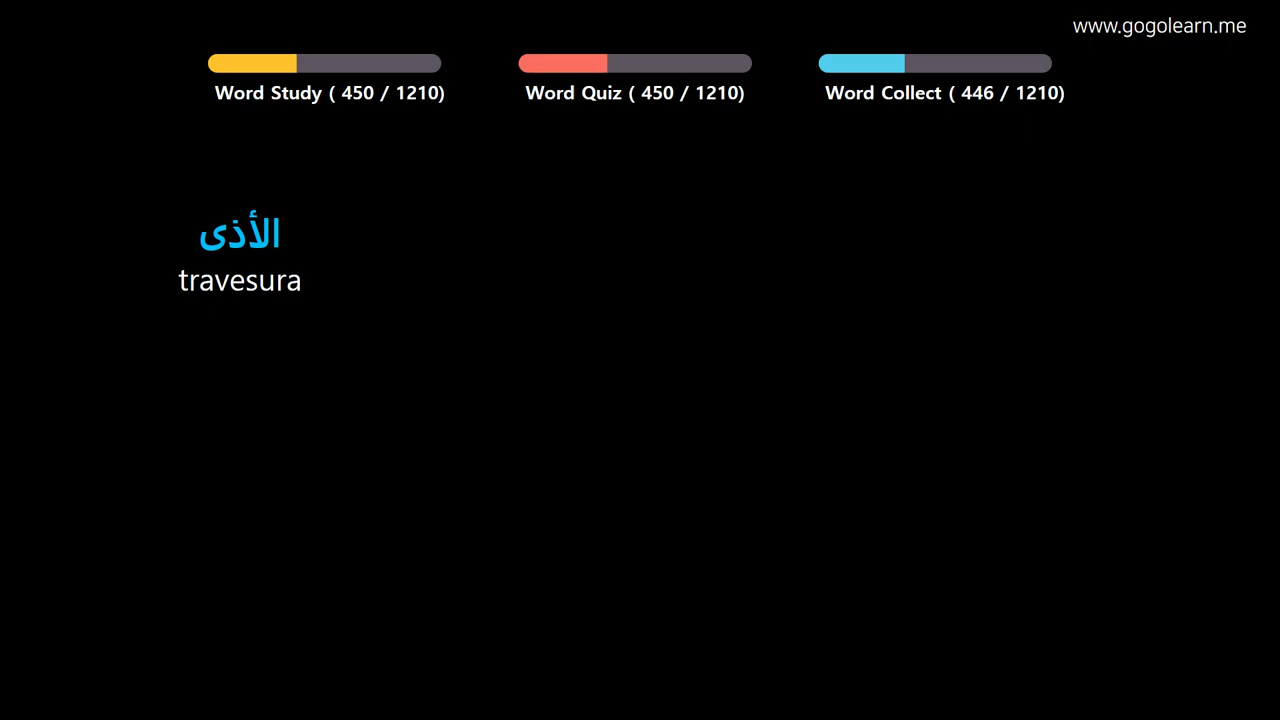 www.gogolearn.me
Word Study ( 450 / 1210)
Word Quiz ( 450 / 1210)
Word Collect ( 446 / 1210)
الأذى
travesura